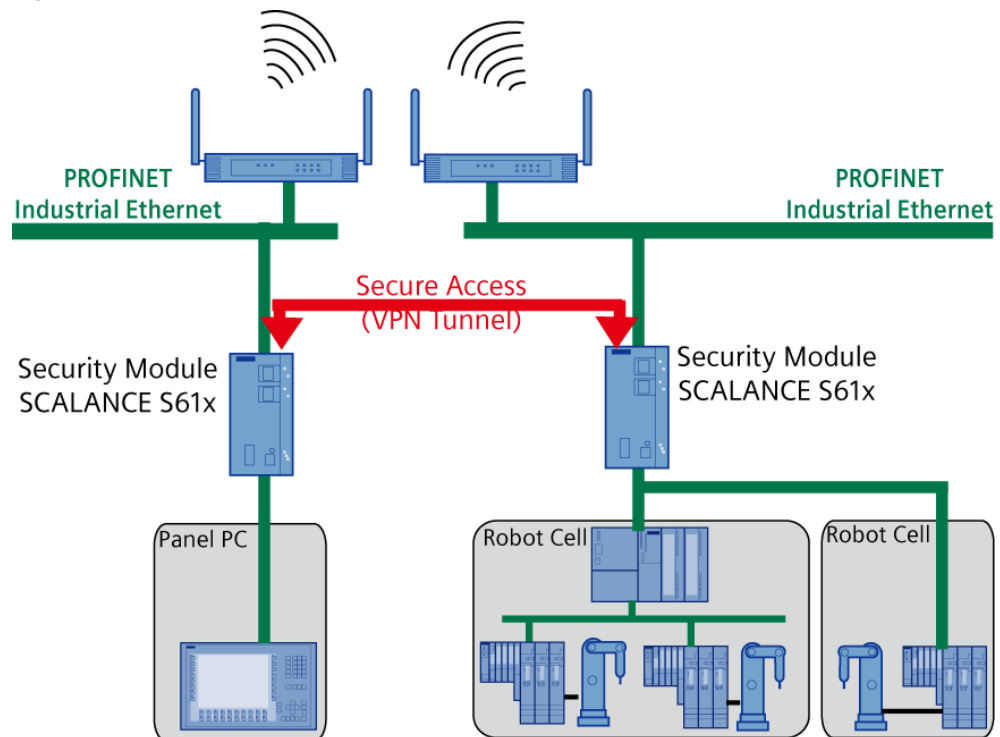 PROFINET
Industrial Ethernet
PROFINET
Industrial Ethernet
Secure Access
(VPN Tunnel)
Security Module
SCALANCE S61x
Security Module
SCALANCE S61x
Panel PC
Robot Cell
Robot Cell